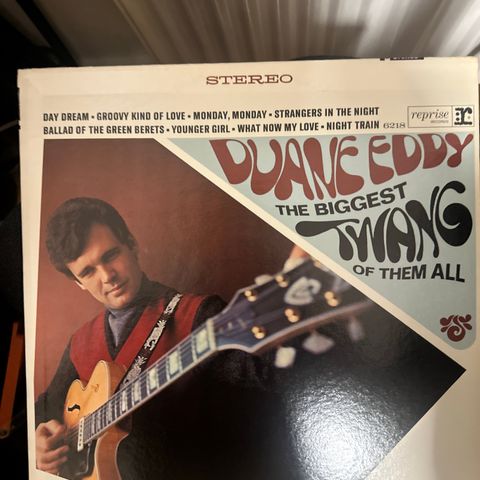 STEREO
DAY DREAM • GROOVY KIND OF LOVE • MONDAY, MONDAY • STRANGERS IN THE NIGHT
BALLAD OF THE GREEN BERETS • YOUNGER GIRL • WHAT NOW MY LOVE • NIGHT TRAIN 6218
reprise
RECORDS
DUANE EDDY
THE BIGGEST
TWANG
OF THEM ALL